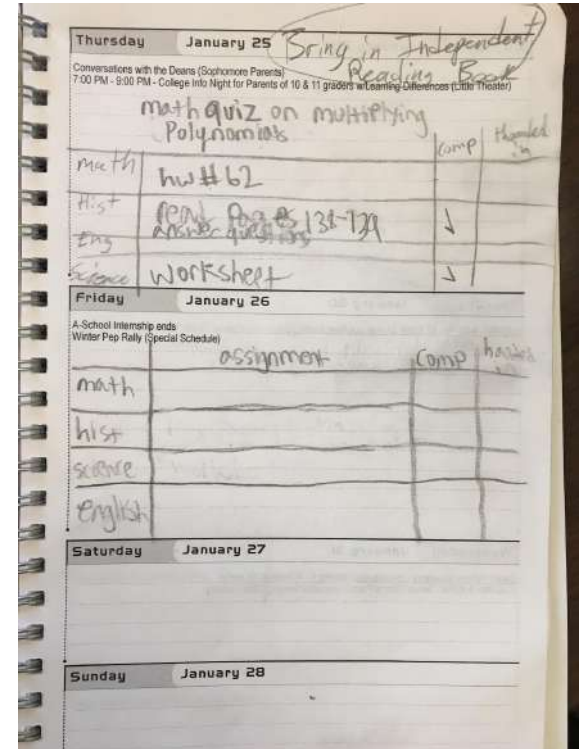 Thursday January 25
Bring in Independent
Reading Book
Conversations with the Deans (Sophomore Parents)
7:00 PM - 9:00 PM - College Info Night for Parents of 10 & 11 graders w/Learning Differences (Little Theater)
math quiz on multiplying
Polynomials
comp handed in
math hw#62
Hist read Pages 138-139
answer questions
Eng
Science Worksheet
Friday January 26
A-School Internship ends
Winter Pep Rally (Special Schedule)
assignment comp handed
math
hist
science
english
Saturday January 27
Sunday January 28